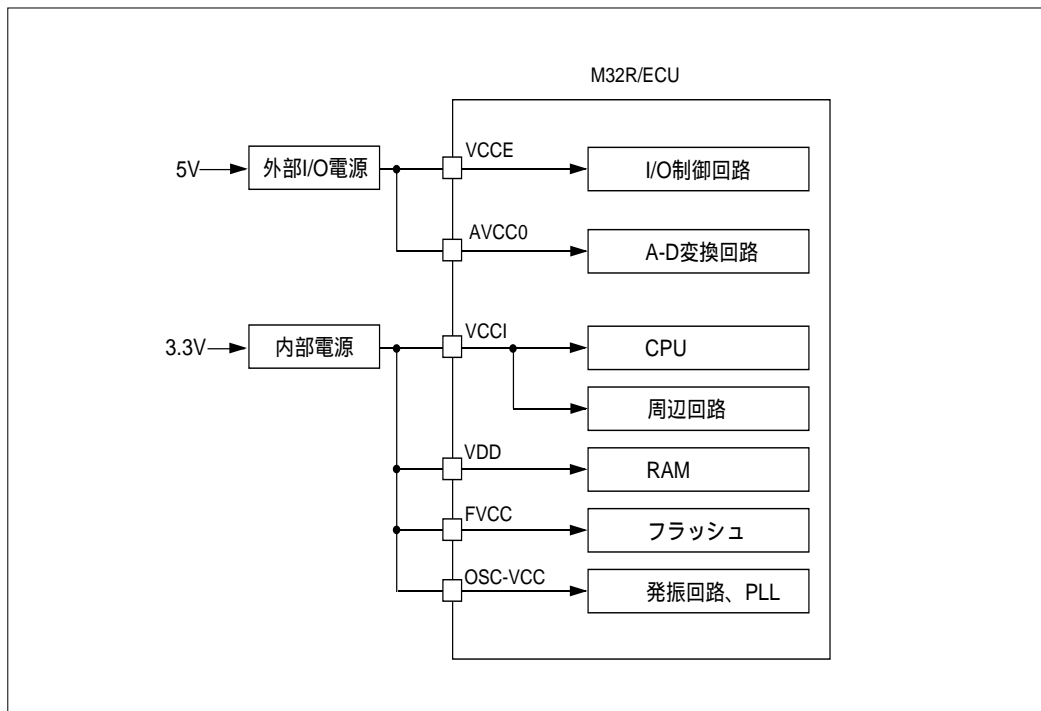 M32R/ECU
5V
外部I/O電源
VCCE
I/O制御回路
AVCC0
A-D変換回路
3.3V
内部電源
VCCI
CPU
周辺回路
VDD
RAM
FVCC
フラッシュ
OSC-VCC
発振回路、PLL